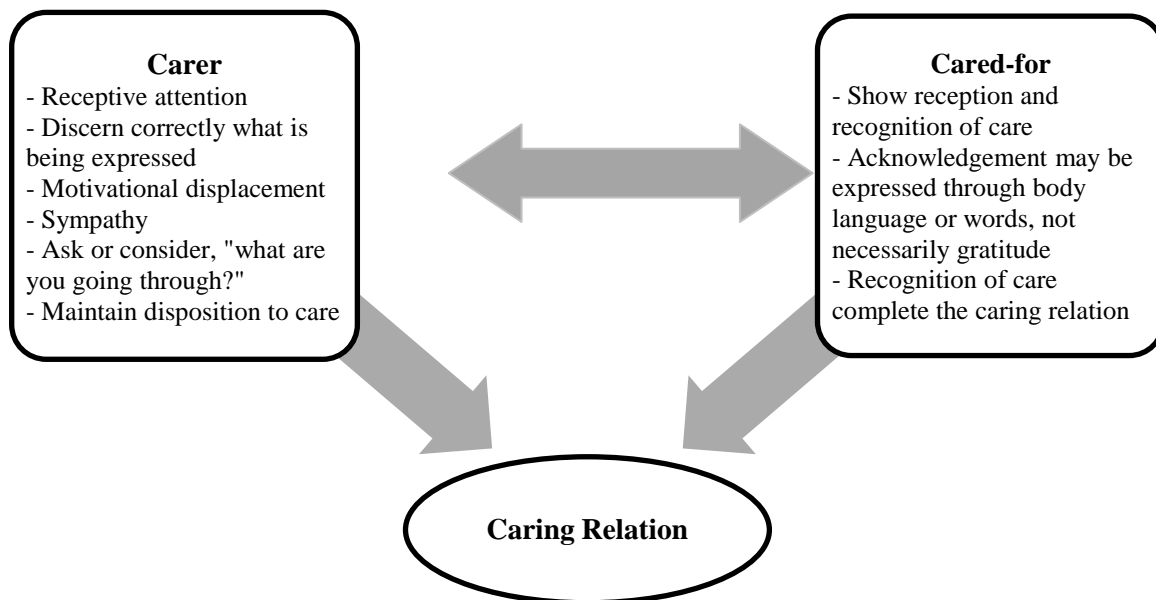 Carer
- Receptive attention
- Discern correctly what is
being expressed
- Motivational displacement
- Sympathy
- Ask or consider, "what are
you going through?"
- Maintain disposition to care
Cared-for
- Show reception and
recognition of care
- Acknowledgement may be
expressed through body
language or words, not
necessarily gratitude
- Recognition of care
complete the caring relation
Caring Relation